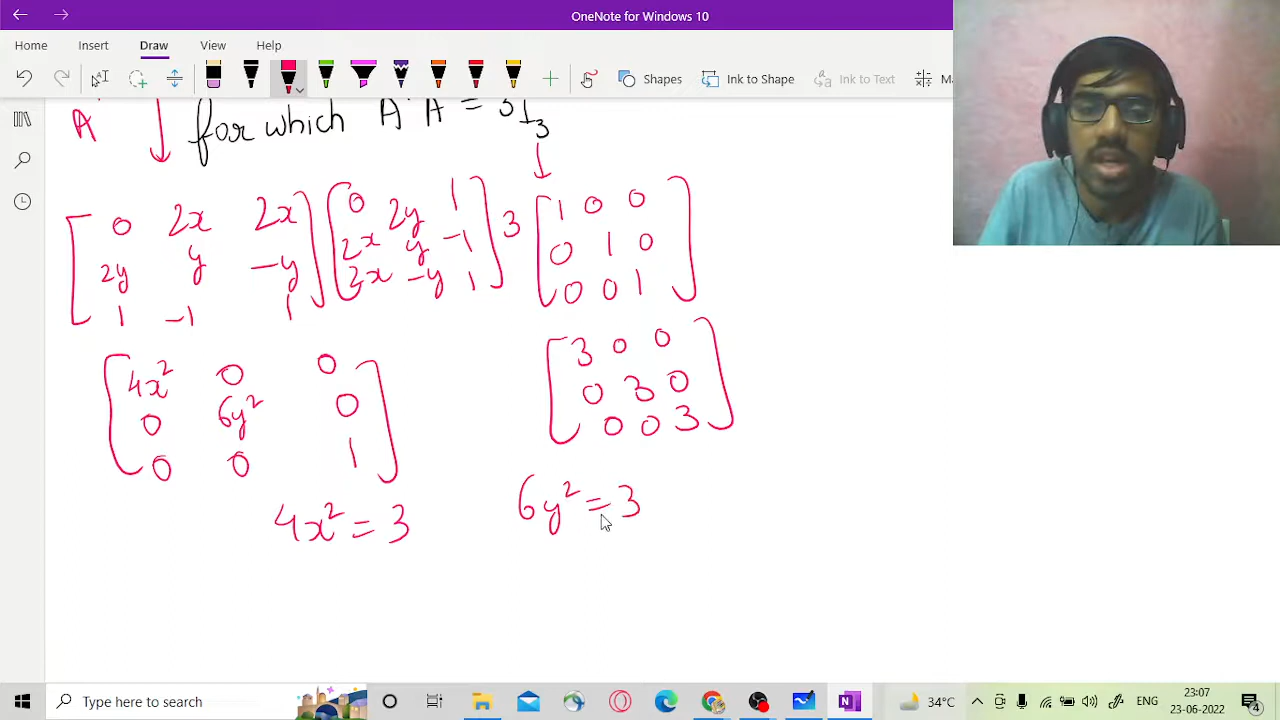 OneNote for Windows 10
Home Insert Draw View Help
Shapes Ink to Shape Ink to Text
A for which A A = 3I3
[0 2x 2x] [0 2y 1] 3 [1 0 0]
[2y y -y] [2x y -1] [0 1 0]
[1 -1 1] [2x -y 1] [0 0 1]
[4x² 0 0] [3 0 0]
[0 6y² 0] [0 3 0]
[0 0 1] [0 0 3]
4x² = 3 6y² = 3
Type here to search 34°C ENG 23:07
23-06-2022 4